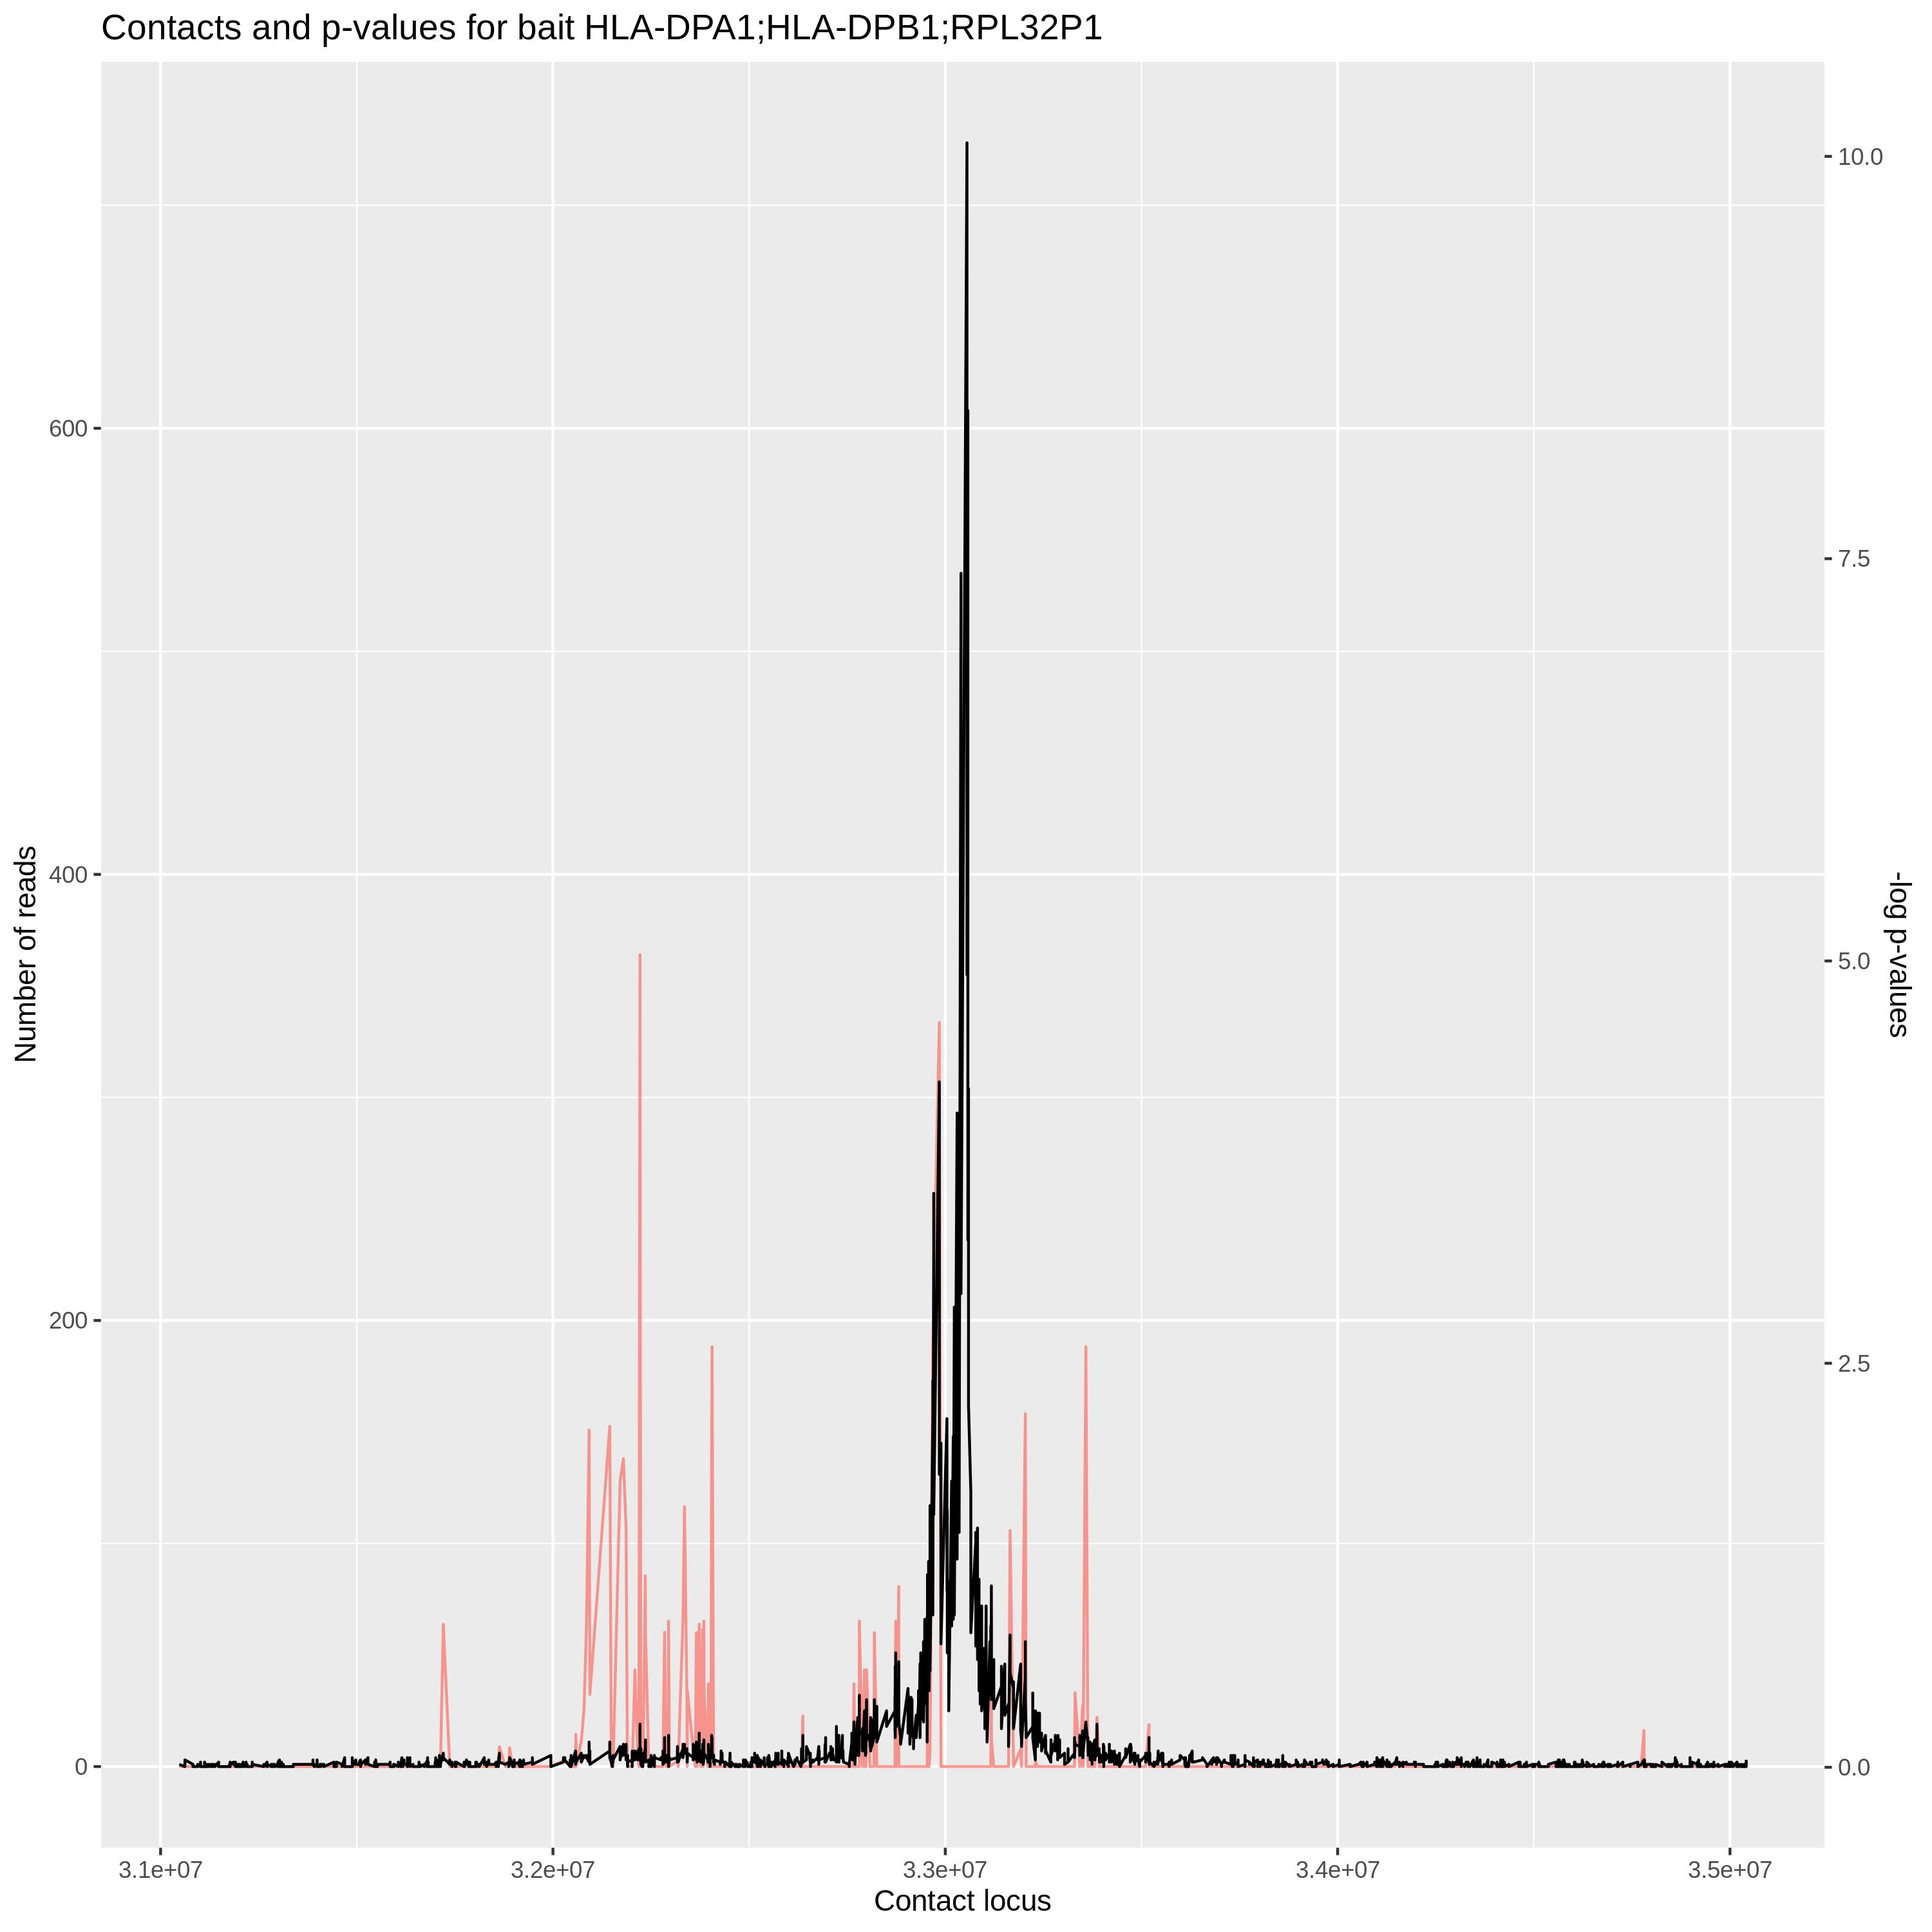 Contacts and p-values for bait HLA-DPA1;HLA-DPB1;RPL32P1
Number of reads
600
400
200
0
10.0
7.5
5.0
2.5
0.0
-log p-values
3.1e+07 3.2e+07 3.3e+07 3.4e+07 3.5e+07
Contact locus